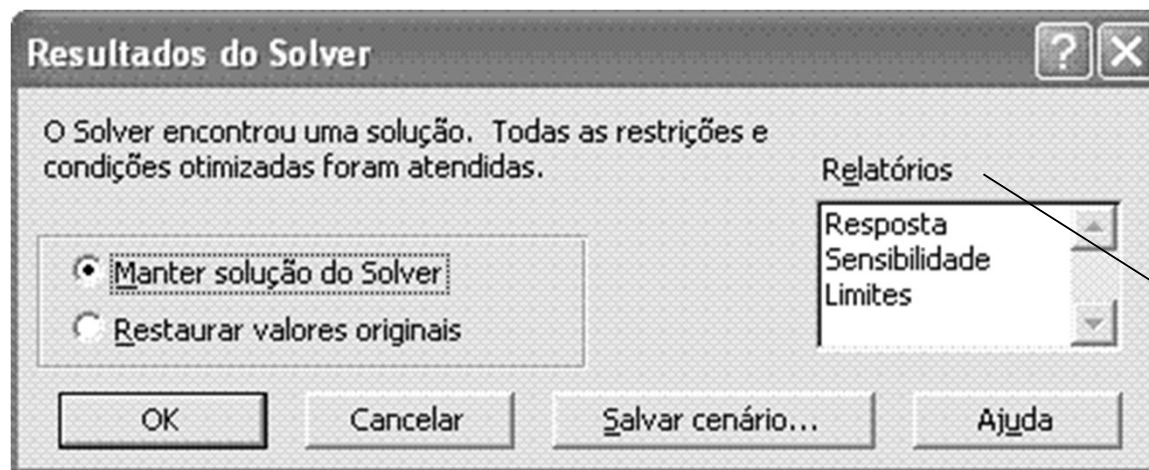 Resultados do Solver
O Solver encontrou uma solução. Todas as restrições e
condições otimizadas foram atendidas.
Relatórios
Resposta
Sensibilidade
Limites
Manter solução do Solver
Restaurar valores originais
OK
Cancelar
Salvar cenário...
Ajuda